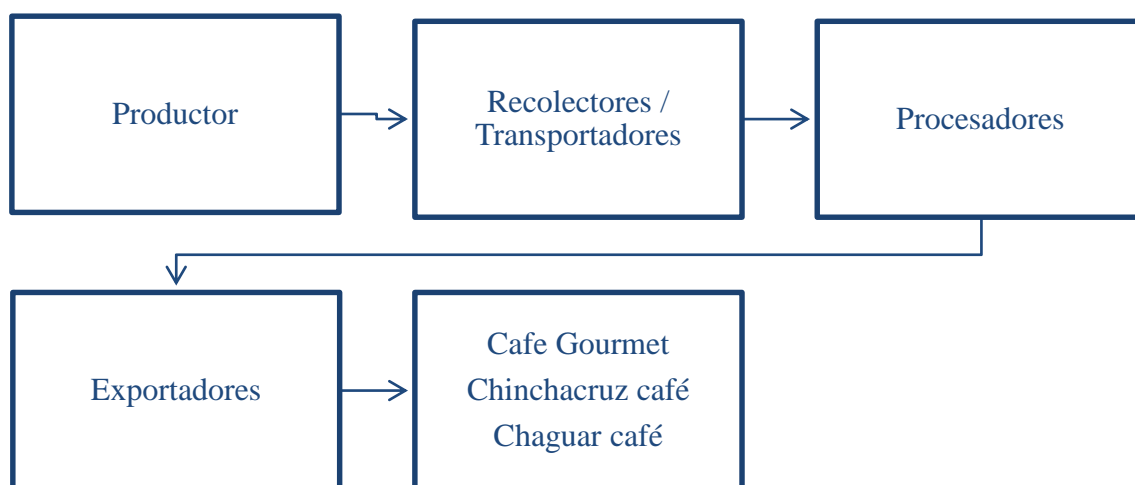 Productor
Recolectores /
Transportadores
Procesadores
Exportadores
Cafe Gourmet
Chinchacruz café
Chaguar café